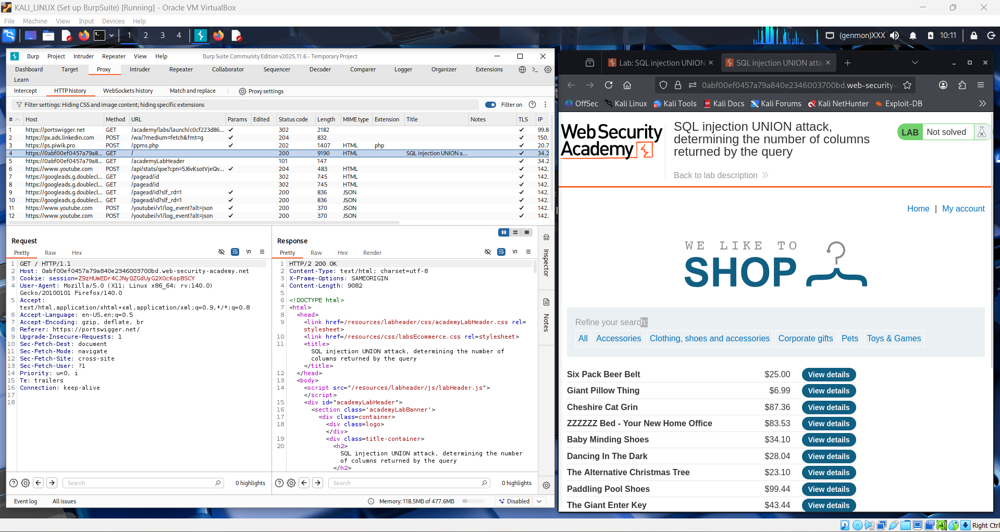 KALI_LINUX (Set up BurpSuite) [Running] - Oracle VM VirtualBox
File Machine View Input Devices Help
1 2 3 4 (genmon)XXX 10:11
Burp Project Intruder Repeater View Help Burp Suite Community Edition v2025.11.6 - Temporary Project
Dashboard Target Proxy Intruder Repeater Collaborator Sequencer Decoder Comparer Logger Organizer Extensions
Learn
Intercept HTTP history WebSockets history Match and replace Proxy settings
Filter settings: Hiding CSS and image content; hiding specific extensions Filter on
# Host Method URL Params Edited Status code Length MIME type Extension Title Notes TLS IP
1 https://portswigger.net GET /academy/labs/launch/c0cf223d86... ✓ 302 2182 ✓ 99.8
2 https://px.ads.linkedin.com POST /wa/?medium=fetch&fmt=g ✓ 204 832 ✓ 150.
3 https://ps.piwik.pro POST /ppms.php ✓ 202 1407 HTML php ✓ 20.7
4 https://0abf00ef0457a79a8... GET / 200 9190 HTML SQL injection UNION a... ✓ 34.2
5 https://0abf00ef0457a79a8... GET /academyLabHeader 101 147 ✓ 34.2
6 https://www.youtube.com POST /api/stats/qoe?cpn=5J6vKsotVjeQv... ✓ 204 483 HTML ✓ 142.
7 https://googleads.g.doublecl... GET /pagead/id 302 745 HTML ✓ 142.
8 https://googleads.g.doublecl... GET /pagead/id 302 745 HTML ✓ 142.
9 https://googleads.g.doublecl... GET /pagead/id?slf_rd=1 ✓ 200 836 JSON ✓ 142.
10 https://googleads.g.doublecl... GET /pagead/id?slf_rd=1 ✓ 200 836 JSON ✓ 142.
11 https://www.youtube.com POST /youtubei/v1/log_event?alt=json ✓ 200 370 JSON ✓ 142.
12 https://www.youtube.com POST /youtubei/v1/log_event?alt=json ✓ 200 370 JSON ✓ 142.
Request
Pretty Raw Hex \n
1 GET / HTTP/1.1
2 Host: 0abf00ef0457a79a840e2346003700bd.web-security-academy.net
3 Cookie: session=Z9zHUmEDr4CJNyQZGdUyG2XOcKopBSCY
4 User-Agent: Mozilla/5.0 (X11; Linux x86_64; rv:140.0)
Gecko/20100101 Firefox/140.0
5 Accept:
text/html,application/xhtml+xml,application/xml;q=0.9,*/*;q=0.8
6 Accept-Language: en-US,en;q=0.5
7 Accept-Encoding: gzip, deflate, br
8 Referer: https://portswigger.net/
9 Upgrade-Insecure-Requests: 1
10 Sec-Fetch-Dest: document
11 Sec-Fetch-Mode: navigate
12 Sec-Fetch-Site: cross-site
13 Sec-Fetch-User: ?1
14 Priority: u=0, i
15 Te: trailers
16 Connection: keep-alive
17
18
Search 0 highlights
Response
Pretty Raw Hex Render \n
1 HTTP/2 200 OK
2 Content-Type: text/html; charset=utf-8
3 X-Frame-Options: SAMEORIGIN
4 Content-Length: 9082
5
6 <!DOCTYPE html>
7 <html>
8 <head>
9 <link href=/resources/labheader/css/academyLabHeader.css rel=
stylesheet>
10 <link href=/resources/css/labsEcommerce.css rel=stylesheet>
11 <title>
SQL injection UNION attack, determining the number of
columns returned by the query
</title>
12 </head>
13 <body>
14 <script src="/resources/labheader/js/labHeader.js">
</script>
15 <div id="academyLabHeader">
16 <section class='academyLabBanner'>
17 <div class=container>
18 <div class=logo>
</div>
19 <div class=title-container>
20 <h2>
SQL injection UNION attack, determining the number
of columns returned by the query
</h2>
Search 0 highlights
Inspector
Notes
Event log All issues Memory: 118.5MB of 477.6MB Disabled
Lab: SQL injection UNION SQL injection UNION atta
0abf00ef0457a79a840e2346003700bd.web-security-a
OffSec Kali Linux Kali Tools Kali Docs Kali Forums Kali NetHunter Exploit-DB
Web Security
Academy
SQL injection UNION attack,
determining the number of columns
returned by the query
LAB Not solved
Back to lab description
Home | My account
WE LIKE TO
SHOP
Refine your search:
All Accessories Clothing, shoes and accessories Corporate gifts Pets Toys & Games
Six Pack Beer Belt $25.00 View details
Giant Pillow Thing $6.99 View details
Cheshire Cat Grin $87.36 View details
ZZZZZZ Bed - Your New Home Office $83.53 View details
Baby Minding Shoes $34.10 View details
Dancing In The Dark $28.04 View details
The Alternative Christmas Tree $23.10 View details
Paddling Pool Shoes $99.44 View details
The Giant Enter Key $43.44 View details
Right Ctrl